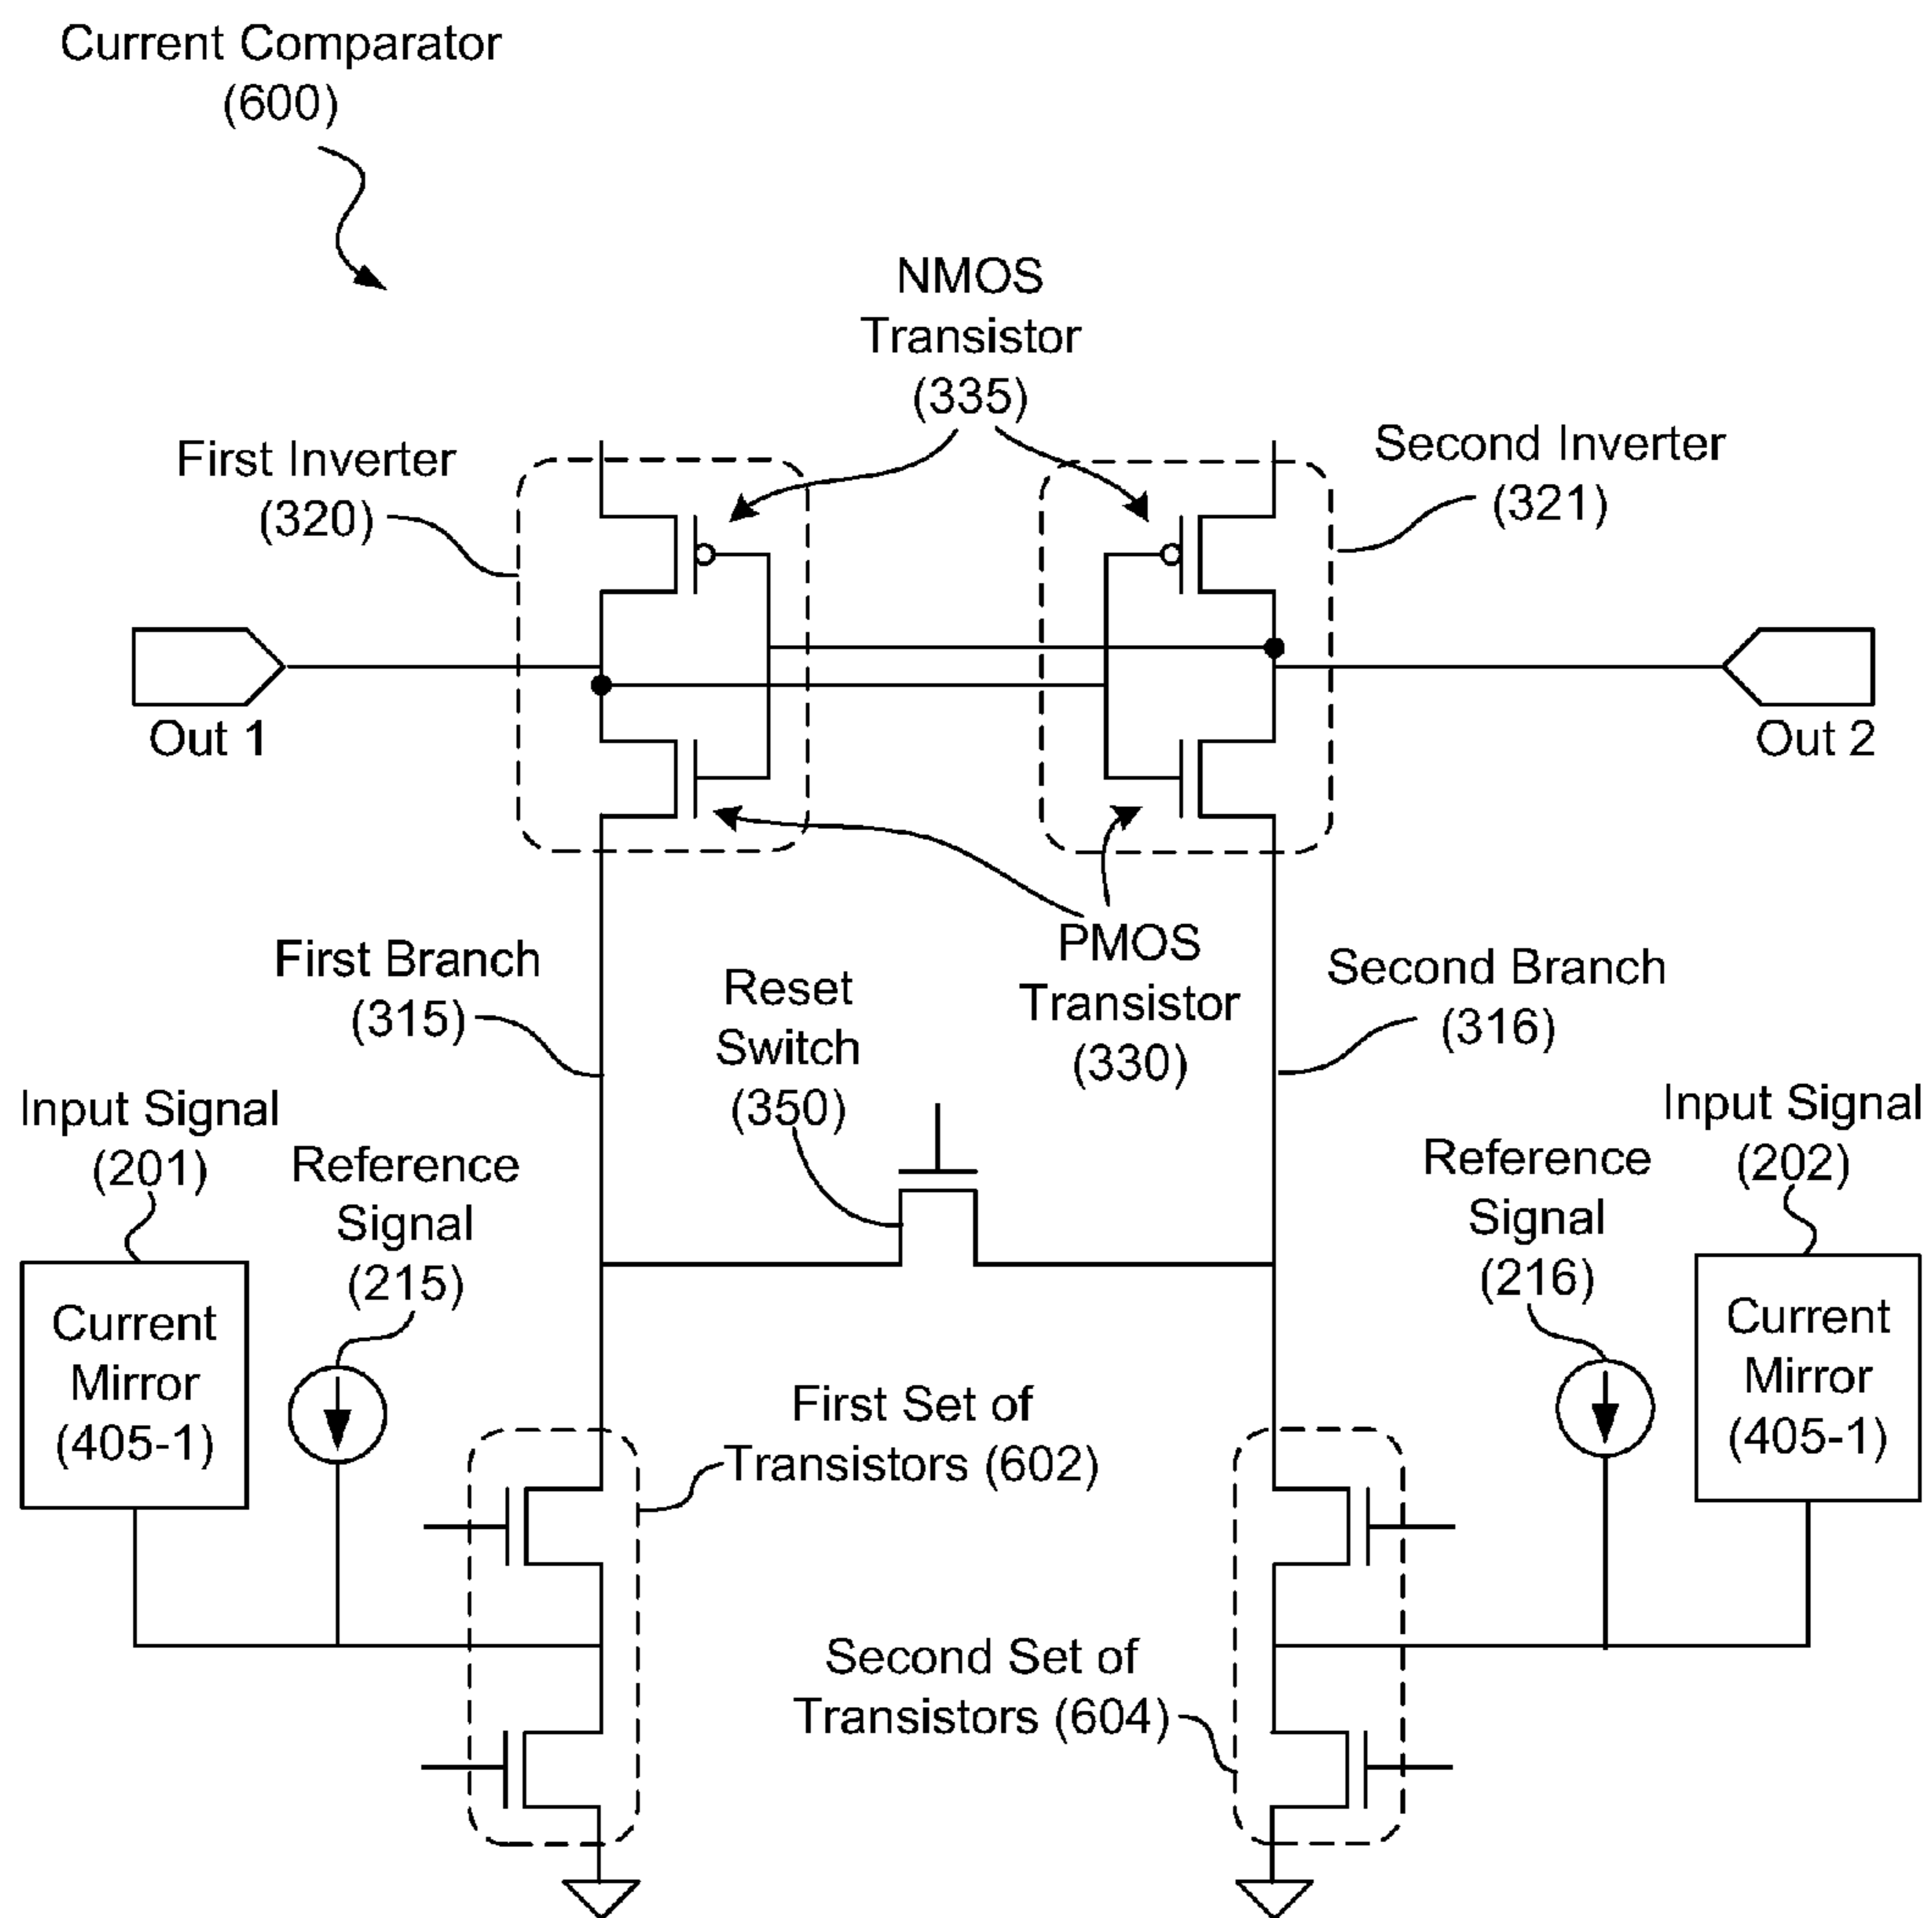 Current Comparator
(600)
NMOS
Transistor
(335)
First Inverter
(320)
Second Inverter
(321)
Out 1
Out 2
First Branch
(315)
Reset
Switch
(350)
PMOS
Transistor
(330)
Second Branch
(316)
Input Signal
(201)
Reference
Signal
(215)
Reference
Signal
(216)
Input Signal
(202)
Current
Mirror
(405-1)
First Set of
Transistors (602)
Current
Mirror
(405-1)
Second Set of
Transistors (604)